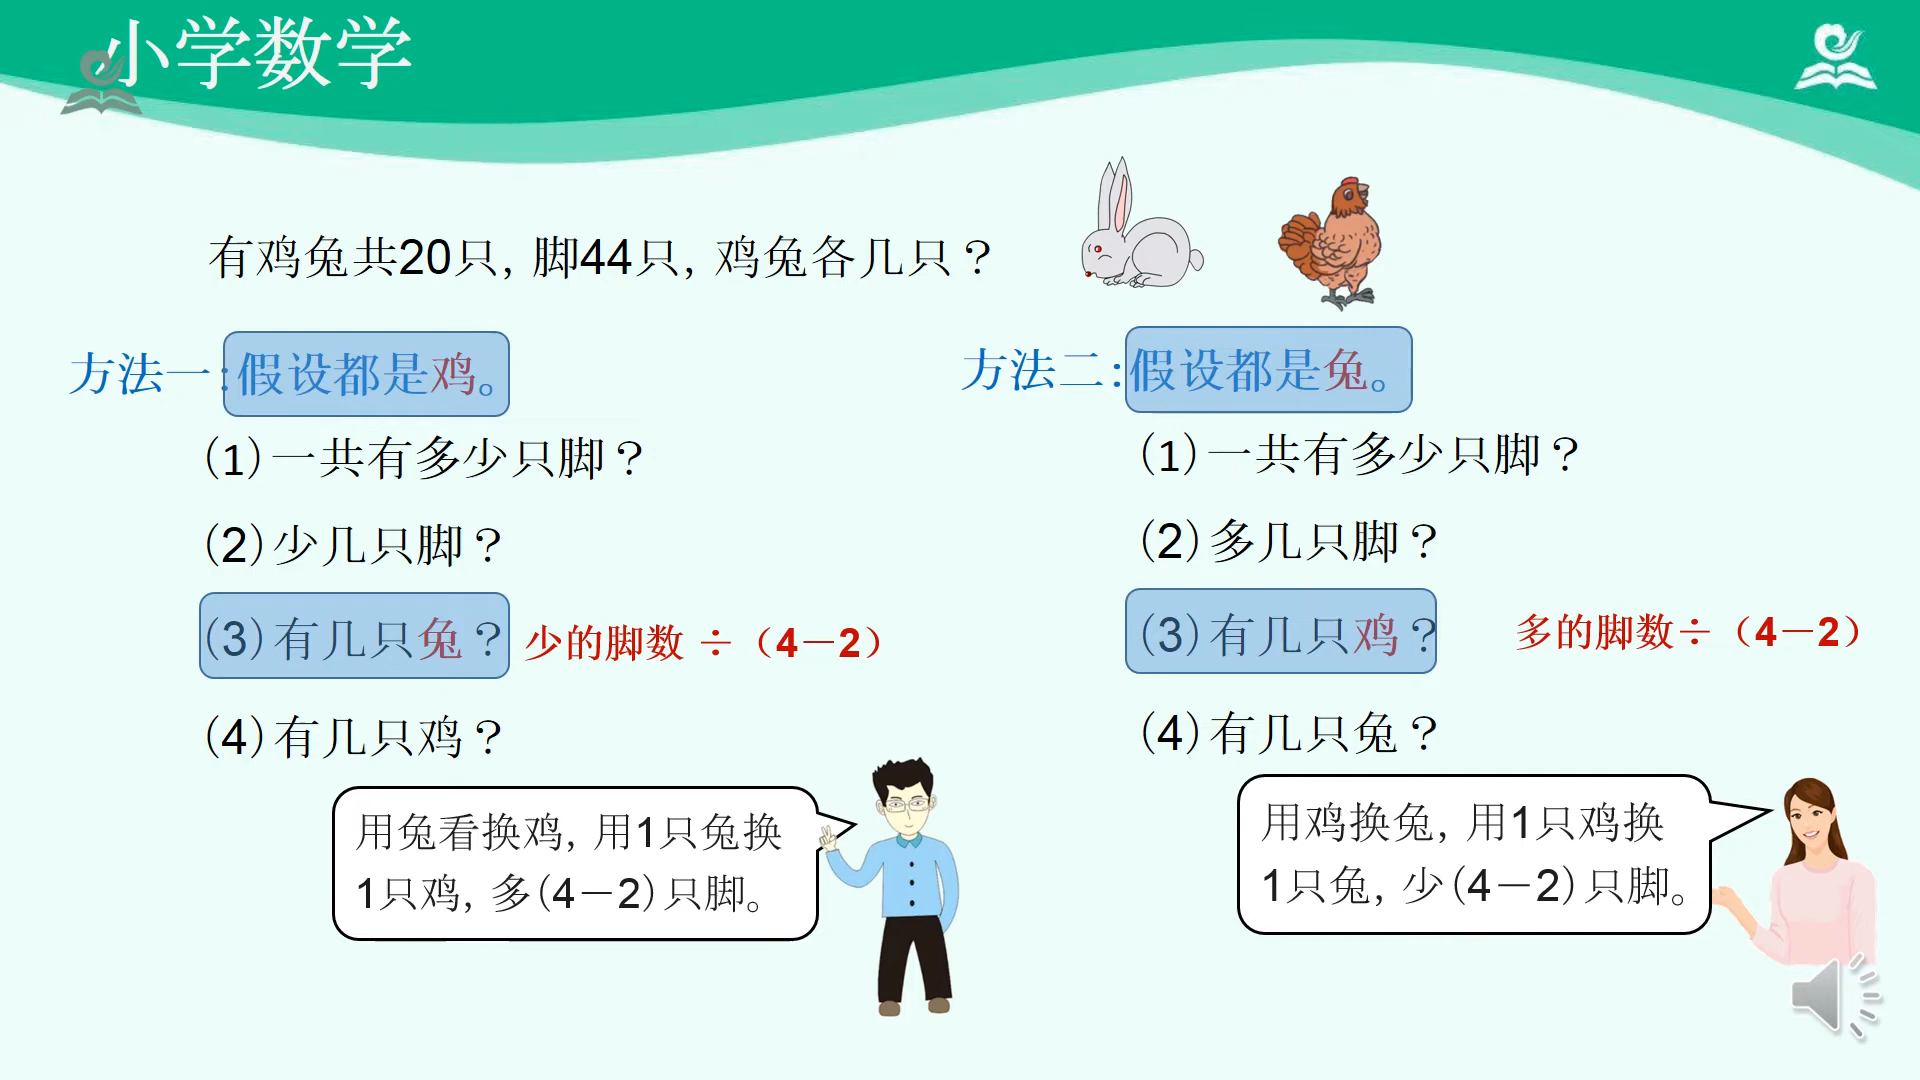 小学数学
有鸡兔共20只,脚44只,鸡兔各几只？
方法一:假设都是鸡。
(1)一共有多少只脚？
(2)少几只脚？
(3)有几只兔？ 少的脚数 ÷（4－2）
(4)有几只鸡？
用兔看换鸡,用1只兔换
1只鸡,多(4－2)只脚。
方法二:假设都是兔。
(1)一共有多少只脚？
(2)多几只脚？
(3)有几只鸡？ 多的脚数÷（4－2）
(4)有几只兔？
用鸡换兔,用1只鸡换
1只兔,少(4－2)只脚。